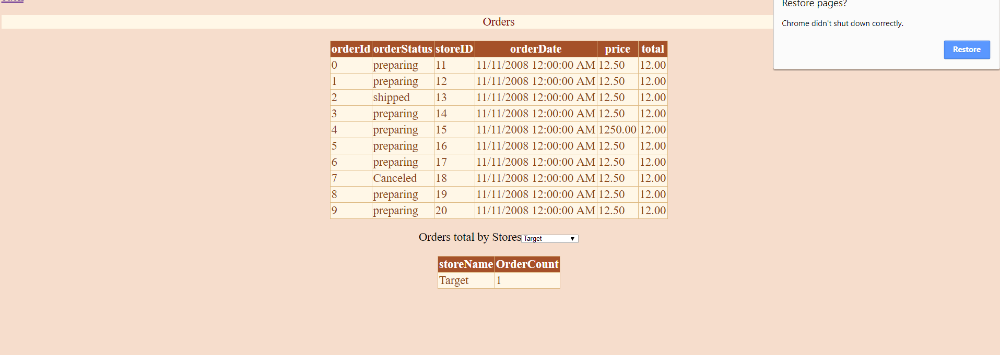 Restore pages?
Chrome didn't shut down correctly.
Restore
Orders
orderId orderStatus storeID orderDate price total
0 preparing 11 11/11/2008 12:00:00 AM 12.50 12.00
1 preparing 12 11/11/2008 12:00:00 AM 12.50 12.00
2 shipped 13 11/11/2008 12:00:00 AM 12.50 12.00
3 preparing 14 11/11/2008 12:00:00 AM 12.50 12.00
4 preparing 15 11/11/2008 12:00:00 AM 1250.00 12.00
5 preparing 16 11/11/2008 12:00:00 AM 12.50 12.00
6 preparing 17 11/11/2008 12:00:00 AM 12.50 12.00
7 Canceled 18 11/11/2008 12:00:00 AM 12.50 12.00
8 preparing 19 11/11/2008 12:00:00 AM 12.50 12.00
9 preparing 20 11/11/2008 12:00:00 AM 12.50 12.00
Orders total by Stores Target
storeName OrderCount
Target 1